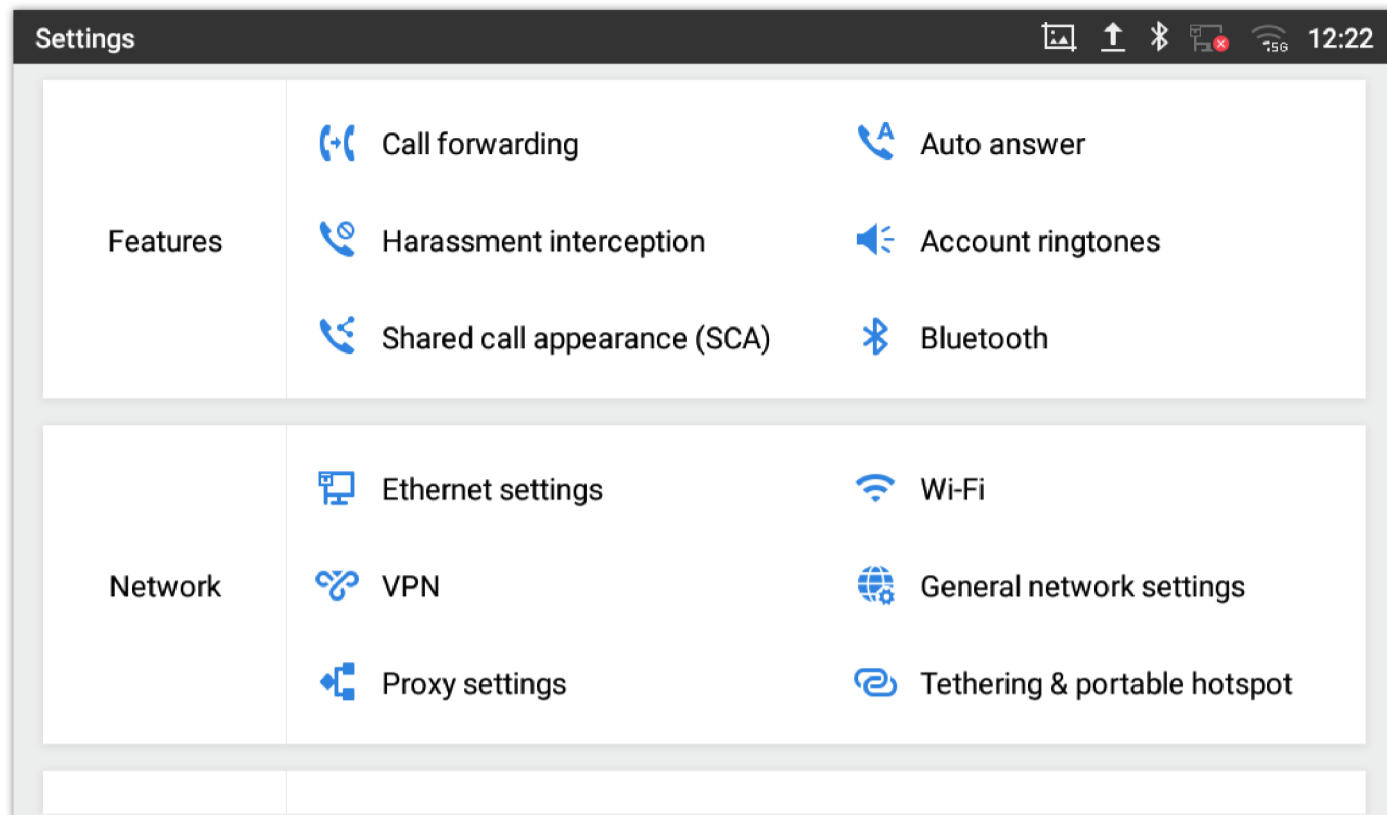 Settings
5G
12:22
Features
Call forwarding
Auto answer
Harassment interception
Account ringtones
Shared call appearance (SCA)
Bluetooth
Network
Ethernet settings
Wi-Fi
VPN
General network settings
Proxy settings
Tethering & portable hotspot